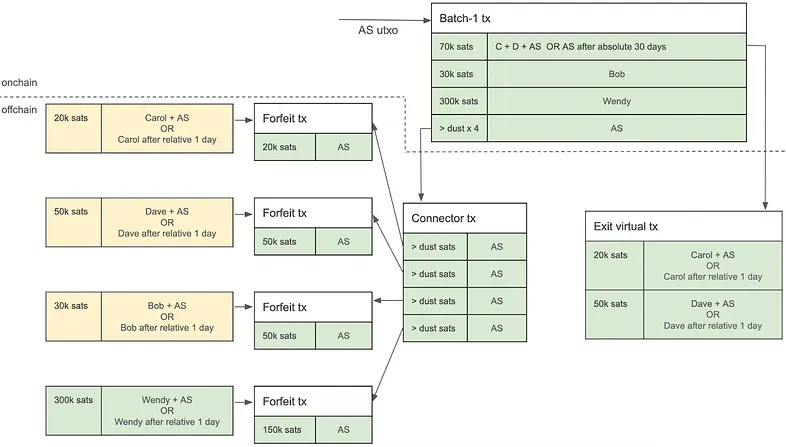 AS utxo
Batch-1 tx
70k sats
C + D + AS OR AS after absolute 30 days
30k sats
Bob
300k sats
Wendy
> dust x 4
AS
onchain
offchain
20k sats
Carol + AS
OR
Carol after relative 1 day
Forfeit tx
20k sats
AS
50k sats
Dave + AS
OR
Dave after relative 1 day
Forfeit tx
50k sats
AS
30k sats
Bob + AS
OR
Bob after relative 1 day
Forfeit tx
50k sats
AS
300k sats
Wendy + AS
OR
Wendy after relative 1 day
Forfeit tx
150k sats
AS
Connector tx
> dust sats
AS
> dust sats
AS
> dust sats
AS
> dust sats
AS
Exit virtual tx
20k sats
Carol + AS
OR
Carol after relative 1 day
50k sats
Dave + AS
OR
Dave after relative 1 day